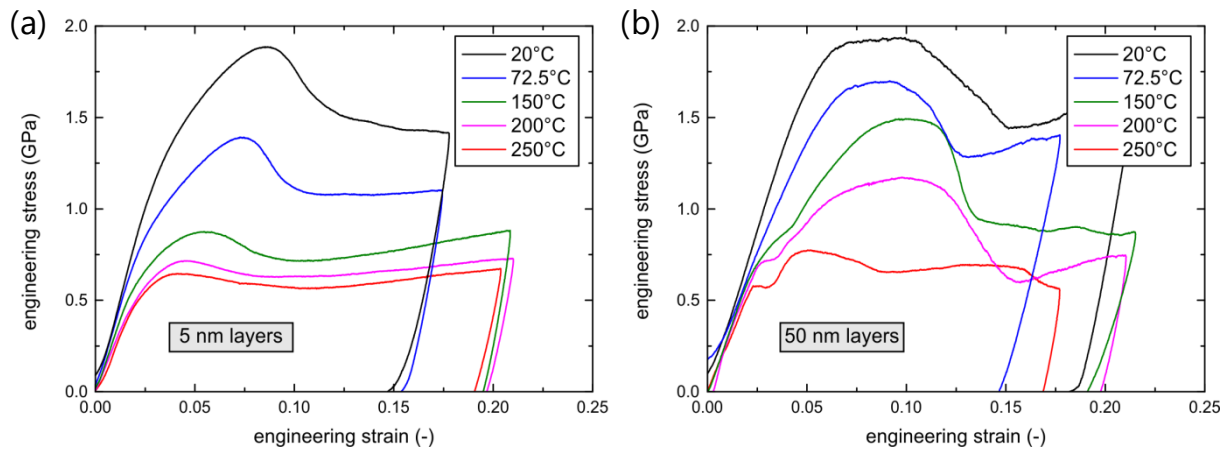 (a)
engineering stress (GPa)
2.0
1.5
1.0
0.5
0.0
20°C
72.5°C
150°C
200°C
250°C
5 nm layers
0.00 0.05 0.10 0.15 0.20 0.25
engineering strain (-)
(b)
engineering stress (GPa)
2.0
1.5
1.0
0.5
0.0
20°C
72.5°C
150°C
200°C
250°C
50 nm layers
0.00 0.05 0.10 0.15 0.20 0.25
engineering strain (-)